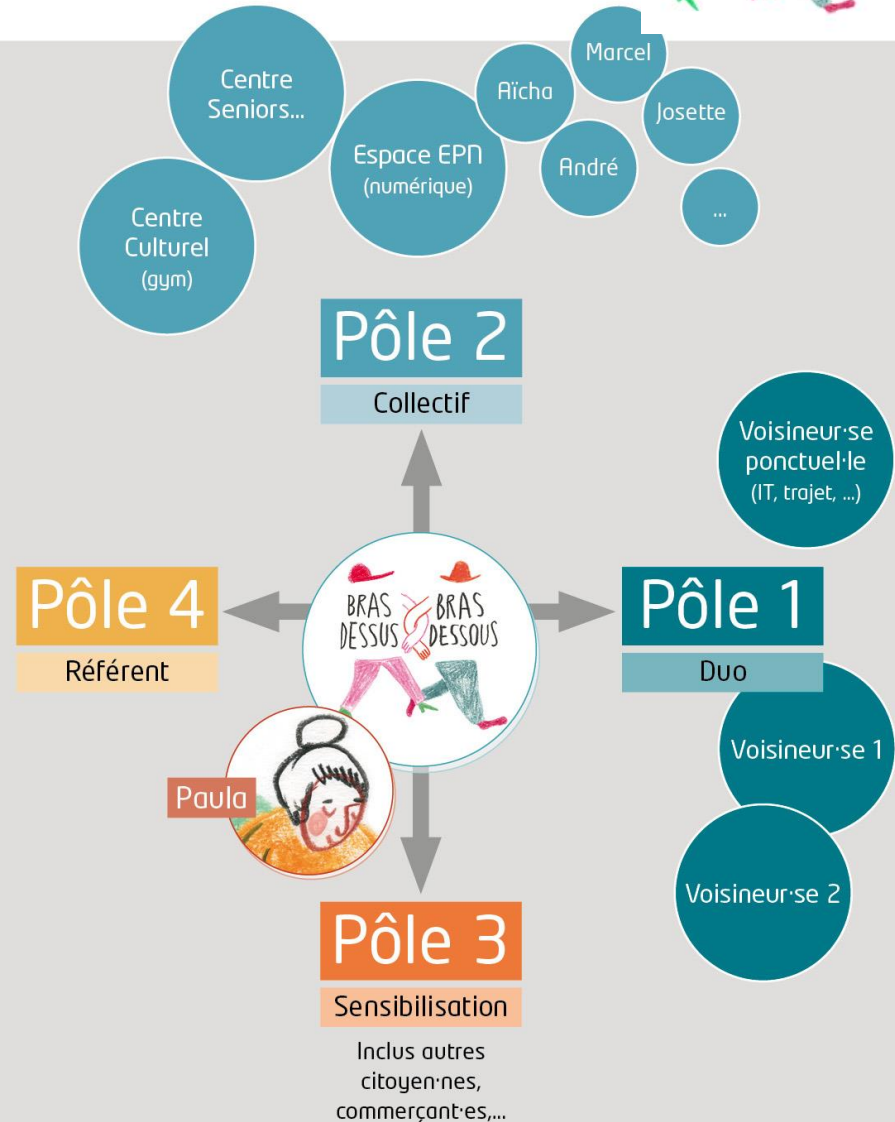 Marcel
Centre
Seniors...
Aïcha
Josette
Espace EPN
(numérique)
André
Centre
Culturel
(gym)
...
Pôle 2
Collectif
Voisineur·se
ponctuel·le
(IT, trajet, ...)
Pôle 4
Référent
BRAS BRAS
DESSUS DESSOUS
Pôle 1
Duo
Voisineur·se 1
Paula
Voisineur·se 2
Pôle 3
Sensibilisation
Inclus autres
citoyen·nes,
commerçant·es,...